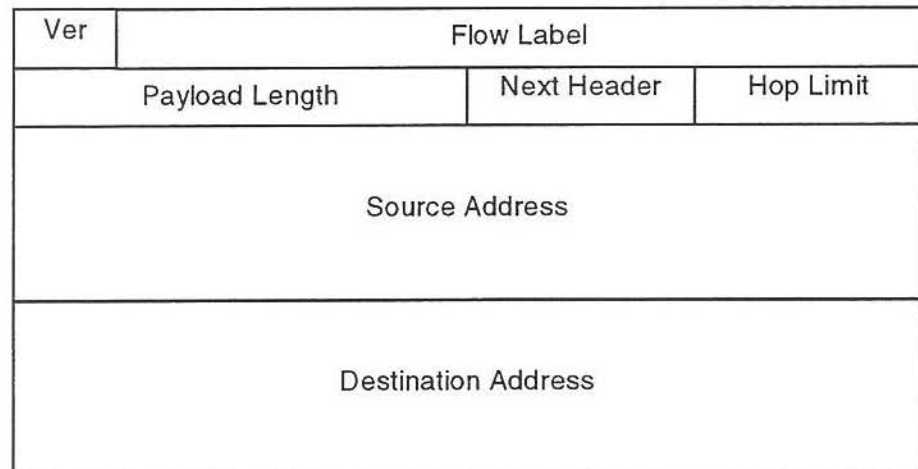 Ver Flow Label
Payload Length Next Header Hop Limit
Source Address
Destination Address